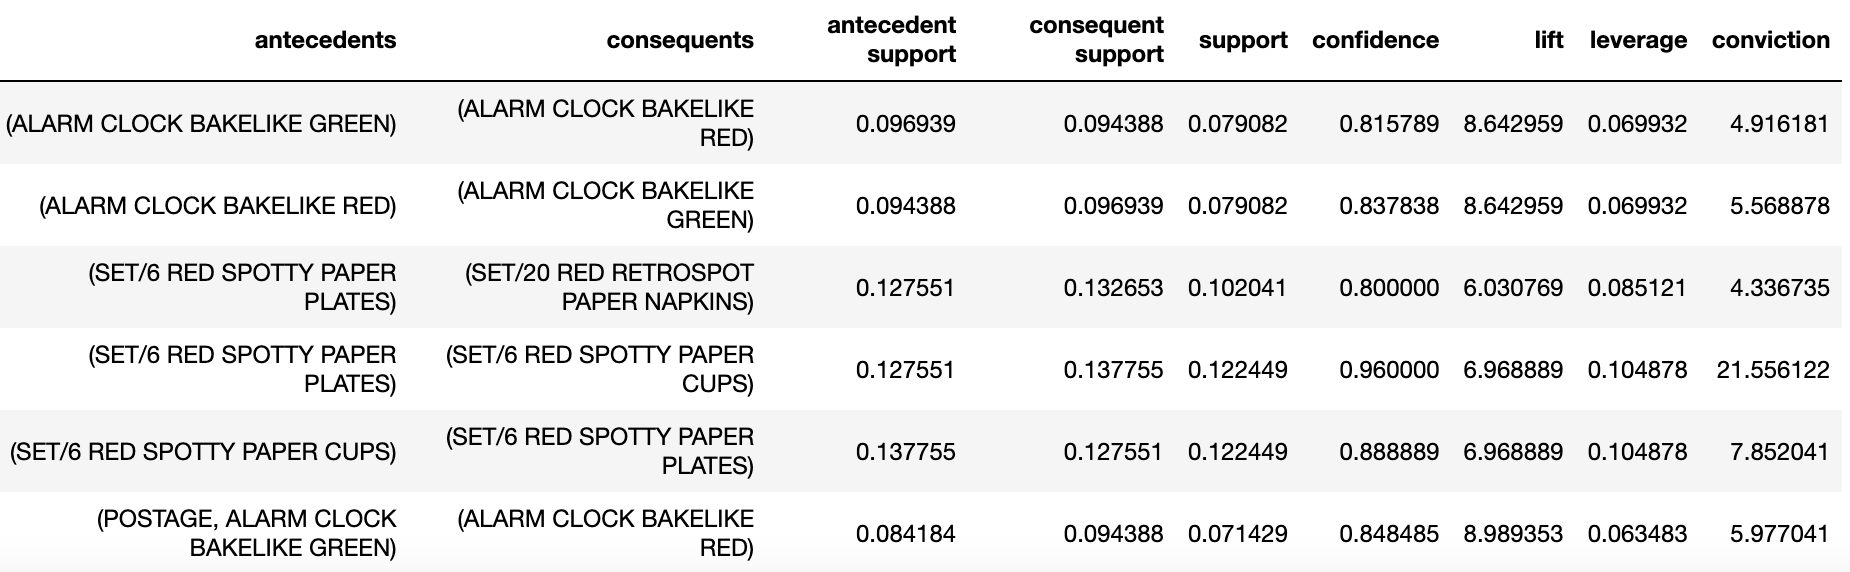 antecedents consequents antecedent support consequent support support confidence lift leverage conviction
(ALARM CLOCK BAKELIKE GREEN) (ALARM CLOCK BAKELIKE RED) 0.096939 0.094388 0.079082 0.815789 8.642959 0.069932 4.916181
(ALARM CLOCK BAKELIKE RED) (ALARM CLOCK BAKELIKE GREEN) 0.094388 0.096939 0.079082 0.837838 8.642959 0.069932 5.568878
(SET/6 RED SPOTTY PAPER PLATES) (SET/20 RED RETROSPOT PAPER NAPKINS) 0.127551 0.132653 0.102041 0.800000 6.030769 0.085121 4.336735
(SET/6 RED SPOTTY PAPER PLATES) (SET/6 RED SPOTTY PAPER CUPS) 0.127551 0.137755 0.122449 0.960000 6.968889 0.104878 21.556122
(SET/6 RED SPOTTY PAPER CUPS) (SET/6 RED SPOTTY PAPER PLATES) 0.137755 0.127551 0.122449 0.888889 6.968889 0.104878 7.852041
(POSTAGE, ALARM CLOCK BAKELIKE GREEN) (ALARM CLOCK BAKELIKE RED) 0.084184 0.094388 0.071429 0.848485 8.989353 0.063483 5.977041